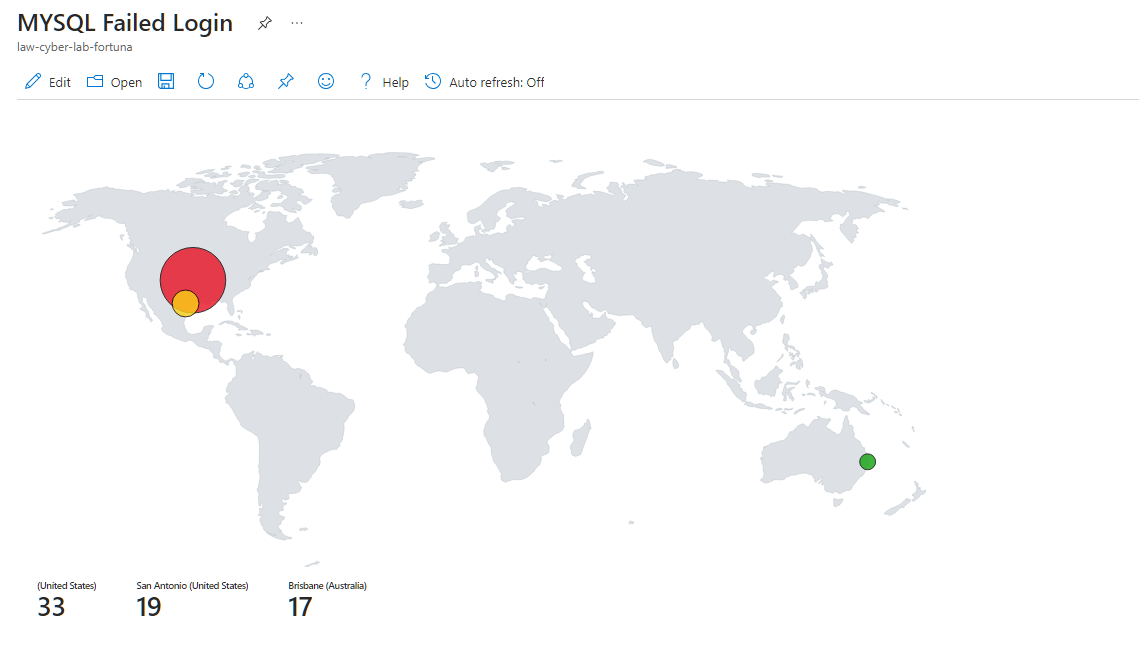 MYSQL Failed Login
law-cyber-lab-fortuna
Edit Open Help Auto refresh: Off
(United States) San Antonio (United States) Brisbane (Australia)
33 19 17